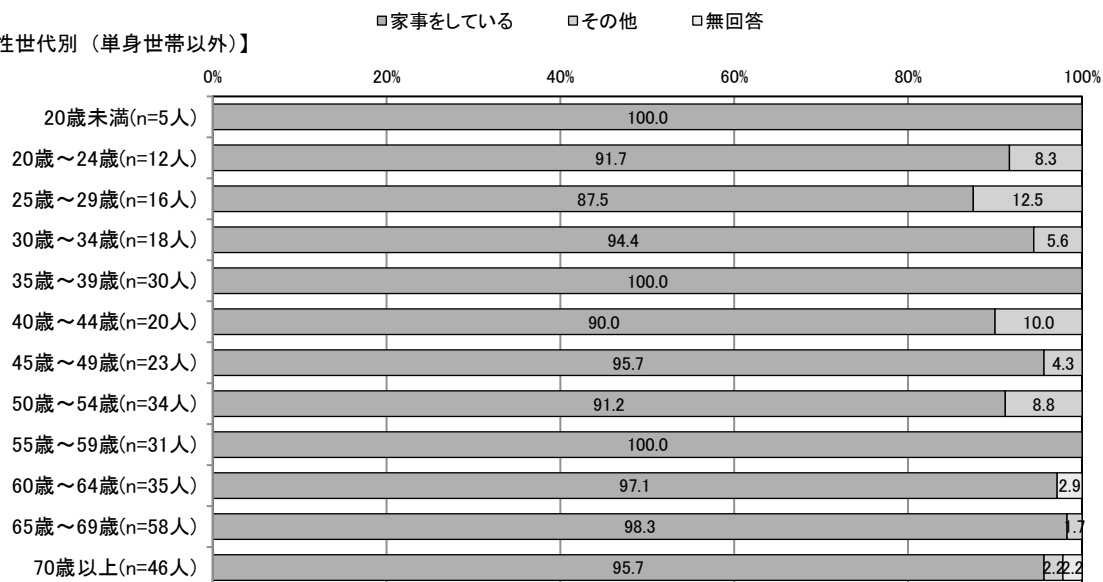 ■家事をしている □その他 □無回答
性世代別（単身世帯以外）】
0% 20% 40% 60% 80% 100%
20歳未満(n=5人) 100.0
20歳～24歳(n=12人) 91.7 8.3
25歳～29歳(n=16人) 87.5 12.5
30歳～34歳(n=18人) 94.4 5.6
35歳～39歳(n=30人) 100.0
40歳～44歳(n=20人) 90.0 10.0
45歳～49歳(n=23人) 95.7 4.3
50歳～54歳(n=34人) 91.2 8.8
55歳～59歳(n=31人) 100.0
60歳～64歳(n=35人) 97.1 2.9
65歳～69歳(n=58人) 98.3 1.7
70歳以上(n=46人) 95.7 2.2 2.2